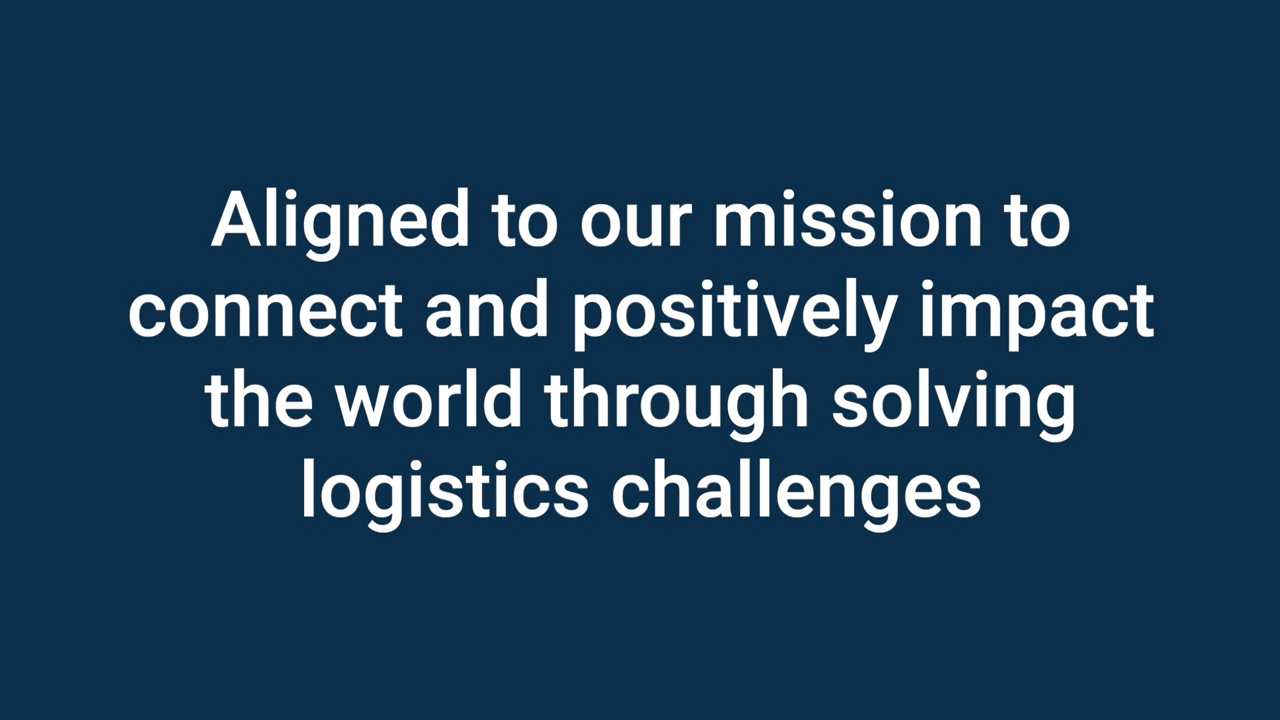 Aligned to our mission to
connect and positively impact
the world through solving
logistics challenges